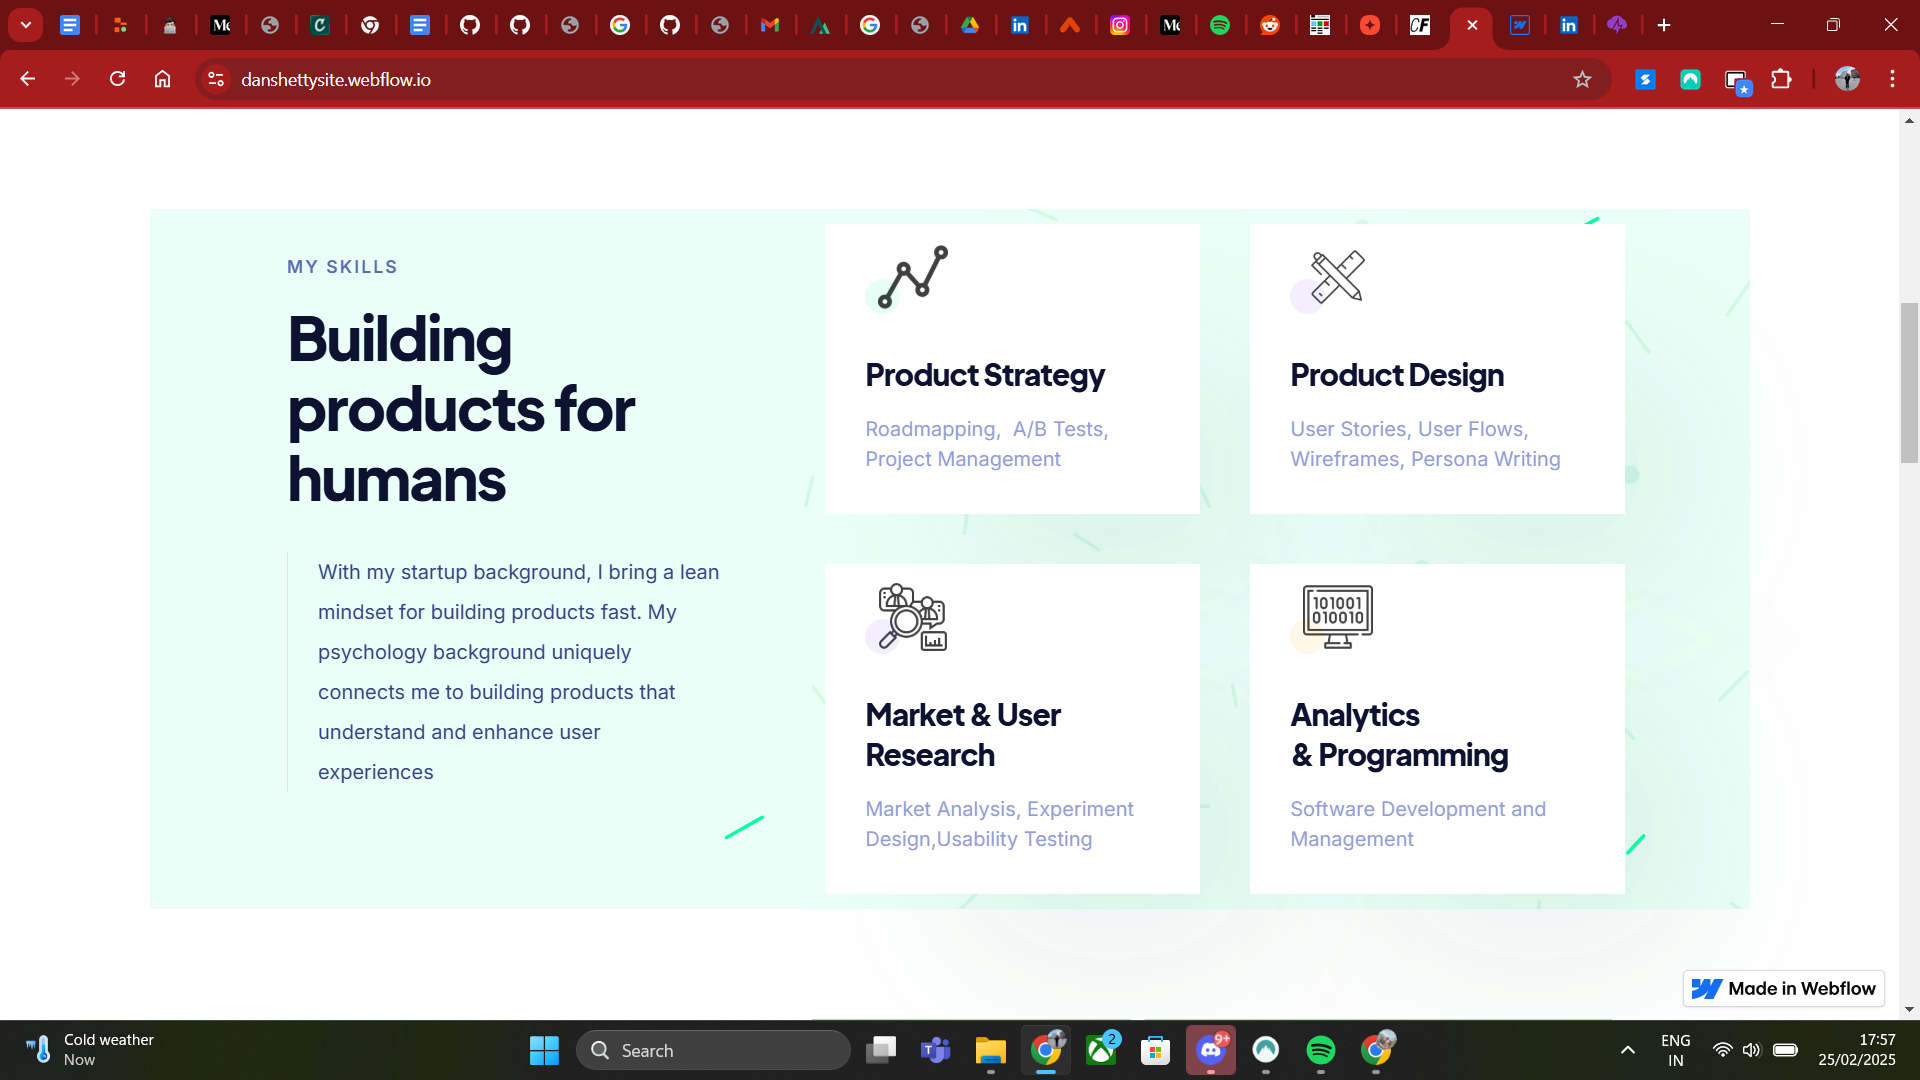 danshettysite.webflow.io
MY SKILLS
Building
products for
humans
With my startup background, I bring a lean
mindset for building products fast. My
psychology background uniquely
connects me to building products that
understand and enhance user
experiences
Product Strategy
Roadmapping,  A/B Tests,
Project Management
Product Design
User Stories, User Flows,
Wireframes, Persona Writing
101001
010010
Market & User
Research
Market Analysis, Experiment
Design,Usability Testing
Analytics
& Programming
Software Development and
Management
Made in Webflow
Cold weather
Now
Search
2
9+
ENG
IN
17:57
25/02/2025